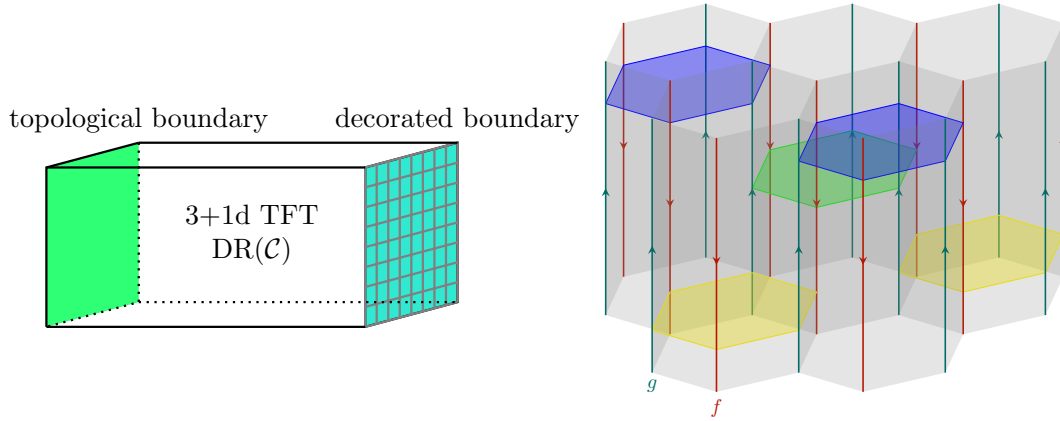 topological boundary
decorated boundary
3+1d TFT
DR(𝒞)
g
f